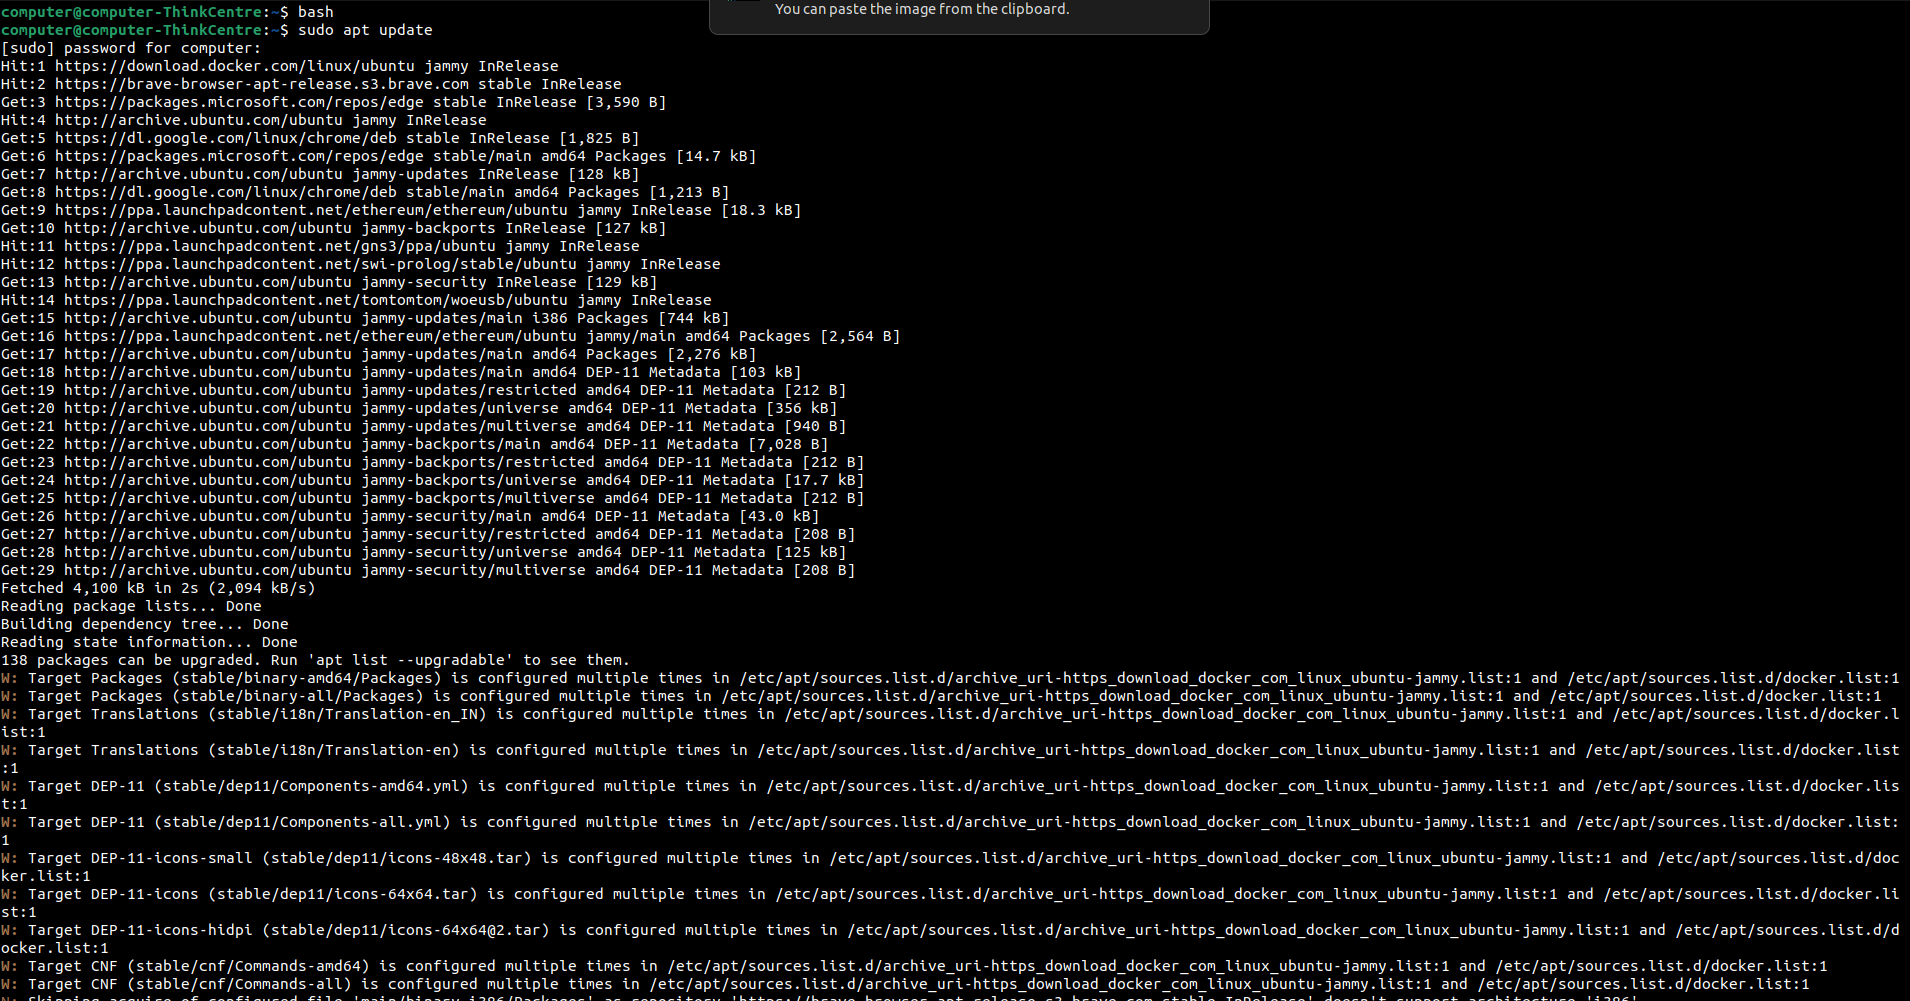 You can paste the image from the clipboard.
computer@computer-ThinkCentre:~$ bash
computer@computer-ThinkCentre:~$ sudo apt update
[sudo] password for computer:
Hit:1 https://download.docker.com/linux/ubuntu jammy InRelease
Hit:2 https://brave-browser-apt-release.s3.brave.com stable InRelease
Get:3 https://packages.microsoft.com/repos/edge stable InRelease [3,590 B]
Hit:4 http://archive.ubuntu.com/ubuntu jammy InRelease
Get:5 https://dl.google.com/linux/chrome/deb stable InRelease [1,825 B]
Get:6 https://packages.microsoft.com/repos/edge stable/main amd64 Packages [14.7 kB]
Get:7 http://archive.ubuntu.com/ubuntu jammy-updates InRelease [128 kB]
Get:8 https://dl.google.com/linux/chrome/deb stable/main amd64 Packages [1,213 B]
Get:9 https://ppa.launchpadcontent.net/ethereum/ethereum/ubuntu jammy InRelease [18.3 kB]
Get:10 http://archive.ubuntu.com/ubuntu jammy-backports InRelease [127 kB]
Hit:11 https://ppa.launchpadcontent.net/gns3/ppa/ubuntu jammy InRelease
Hit:12 https://ppa.launchpadcontent.net/swi-prolog/stable/ubuntu jammy InRelease
Get:13 http://archive.ubuntu.com/ubuntu jammy-security InRelease [129 kB]
Hit:14 https://ppa.launchpadcontent.net/tomtomtom/woeusb/ubuntu jammy InRelease
Get:15 http://archive.ubuntu.com/ubuntu jammy-updates/main i386 Packages [744 kB]
Get:16 https://ppa.launchpadcontent.net/ethereum/ethereum/ubuntu jammy/main amd64 Packages [2,564 B]
Get:17 http://archive.ubuntu.com/ubuntu jammy-updates/main amd64 Packages [2,276 kB]
Get:18 http://archive.ubuntu.com/ubuntu jammy-updates/main amd64 DEP-11 Metadata [103 kB]
Get:19 http://archive.ubuntu.com/ubuntu jammy-updates/restricted amd64 DEP-11 Metadata [212 B]
Get:20 http://archive.ubuntu.com/ubuntu jammy-updates/universe amd64 DEP-11 Metadata [356 kB]
Get:21 http://archive.ubuntu.com/ubuntu jammy-updates/multiverse amd64 DEP-11 Metadata [940 B]
Get:22 http://archive.ubuntu.com/ubuntu jammy-backports/main amd64 DEP-11 Metadata [7,028 B]
Get:23 http://archive.ubuntu.com/ubuntu jammy-backports/restricted amd64 DEP-11 Metadata [212 B]
Get:24 http://archive.ubuntu.com/ubuntu jammy-backports/universe amd64 DEP-11 Metadata [17.7 kB]
Get:25 http://archive.ubuntu.com/ubuntu jammy-backports/multiverse amd64 DEP-11 Metadata [212 B]
Get:26 http://archive.ubuntu.com/ubuntu jammy-security/main amd64 DEP-11 Metadata [43.0 kB]
Get:27 http://archive.ubuntu.com/ubuntu jammy-security/restricted amd64 DEP-11 Metadata [208 B]
Get:28 http://archive.ubuntu.com/ubuntu jammy-security/universe amd64 DEP-11 Metadata [125 kB]
Get:29 http://archive.ubuntu.com/ubuntu jammy-security/multiverse amd64 DEP-11 Metadata [208 B]
Fetched 4,100 kB in 2s (2,094 kB/s)
Reading package lists... Done
Building dependency tree... Done
Reading state information... Done
138 packages can be upgraded. Run 'apt list --upgradable' to see them.
W: Target Packages (stable/binary-amd64/Packages) is configured multiple times in /etc/apt/sources.list.d/archive_uri-https_download_docker_com_linux_ubuntu-jammy.list:1 and /etc/apt/sources.list.d/docker.list:1
W: Target Packages (stable/binary-all/Packages) is configured multiple times in /etc/apt/sources.list.d/archive_uri-https_download_docker_com_linux_ubuntu-jammy.list:1 and /etc/apt/sources.list.d/docker.list:1
W: Target Translations (stable/i18n/Translation-en_IN) is configured multiple times in /etc/apt/sources.list.d/archive_uri-https_download_docker_com_linux_ubuntu-jammy.list:1 and /etc/apt/sources.list.d/docker.l
ist:1
W: Target Translations (stable/i18n/Translation-en) is configured multiple times in /etc/apt/sources.list.d/archive_uri-https_download_docker_com_linux_ubuntu-jammy.list:1 and /etc/apt/sources.list.d/docker.list
:1
W: Target DEP-11 (stable/dep11/Components-amd64.yml) is configured multiple times in /etc/apt/sources.list.d/archive_uri-https_download_docker_com_linux_ubuntu-jammy.list:1 and /etc/apt/sources.list.d/docker.lis
t:1
W: Target DEP-11 (stable/dep11/Components-all.yml) is configured multiple times in /etc/apt/sources.list.d/archive_uri-https_download_docker_com_linux_ubuntu-jammy.list:1 and /etc/apt/sources.list.d/docker.list:
1
W: Target DEP-11-icons-small (stable/dep11/icons-48x48.tar) is configured multiple times in /etc/apt/sources.list.d/archive_uri-https_download_docker_com_linux_ubuntu-jammy.list:1 and /etc/apt/sources.list.d/doc
ker.list:1
W: Target DEP-11-icons (stable/dep11/icons-64x64.tar) is configured multiple times in /etc/apt/sources.list.d/archive_uri-https_download_docker_com_linux_ubuntu-jammy.list:1 and /etc/apt/sources.list.d/docker.li
st:1
W: Target DEP-11-icons-hidpi (stable/dep11/icons-64x64@2.tar) is configured multiple times in /etc/apt/sources.list.d/archive_uri-https_download_docker_com_linux_ubuntu-jammy.list:1 and /etc/apt/sources.list.d/d
ocker.list:1
W: Target CNF (stable/cnf/Commands-amd64) is configured multiple times in /etc/apt/sources.list.d/archive_uri-https_download_docker_com_linux_ubuntu-jammy.list:1 and /etc/apt/sources.list.d/docker.list:1
W: Target CNF (stable/cnf/Commands-all) is configured multiple times in /etc/apt/sources.list.d/archive_uri-https_download_docker_com_linux_ubuntu-jammy.list:1 and /etc/apt/sources.list.d/docker.list:1
N: Skipping acquire of configured file 'main/binary-i386/Packages' as repository 'https://brave-browser-apt-release.s3.brave.com stable InRelease' doesn't support architecture 'i386'